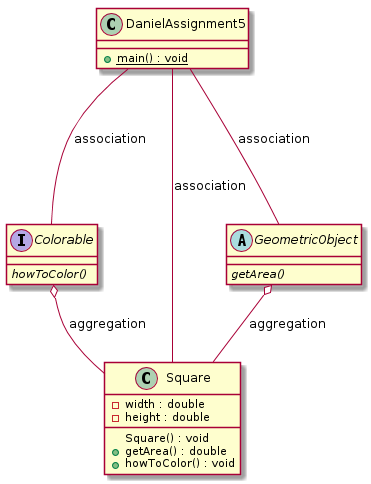 C DanielAssignment5
main() : void
association
association
association
I Colorable
howToColor()
A GeometricObject
getArea()
aggregation
aggregation
C Square
width : double
height : double
Square() : void
getArea() : double
howToColor() : void